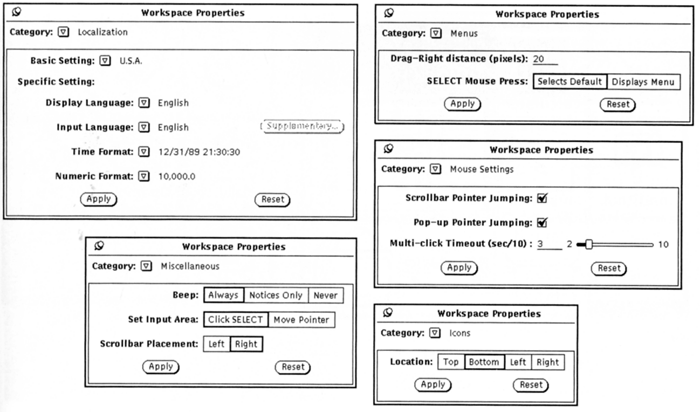 Workspace Properties
Category: Localization
Basic Setting: U.S.A.
Specific Setting:
Display Language: English
Input Language: English (Supplementary...)
Time Format: 12/31/89 21:30:30
Numeric Format: 10,000.0
Apply Reset
Workspace Properties
Category: Menus
Drag-Right distance (pixels): 20
SELECT Mouse Press: Selects Default Displays Menu
Apply Reset
Workspace Properties
Category: Mouse Settings
Scrollbar Pointer Jumping:
Pop-up Pointer Jumping:
Multi-click Timeout (sec/10) : 3 2 10
Apply Reset
Workspace Properties
Category: Miscellaneous
Beep: Always Notices Only Never
Set Input Area: Click SELECT Move Pointer
Scrollbar Placement: Left Right
Apply Reset
Workspace Properties
Category: Icons
Location: Top Bottom Left Right
Apply Reset